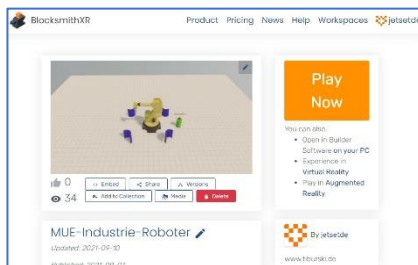 BlocksmithXR
Product Pricing News Help Workspaces jetsetde
Play
Now
You can also:
Open in Builder
Software on your PC
Experience in
Virtual Reality
Play in Augmented
Reality
0
34
Embed
Share
Versions
Add to Collection
Media
Delete
MUE-Industrie-Roboter
Updated: 2021-09-10
By jetsetde
www.tiburski.de